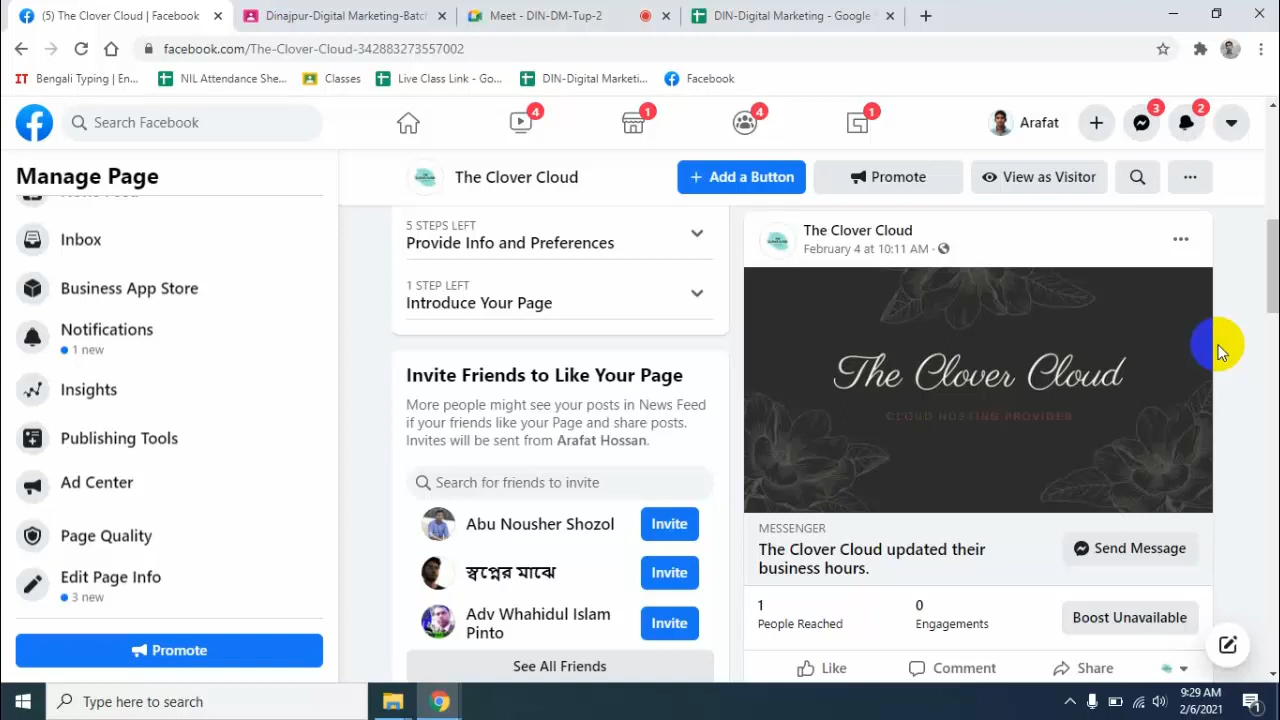 (5) The Clover Cloud | Facebook
Dinajpur-Digital Marketing-Batch
Meet - DIN-DM-Tup-2
DIN Digital Marketing - Google
facebook.com/The-Clover-Cloud-342883273557002
IT Bengali Typing | En...
NIL Attendance She...
Classes
Live Class Link - Go...
DIN-Digital Marketi...
Facebook
Search Facebook
4
1
4
1
Arafat
3
2
Manage Page
The Clover Cloud
Add a Button
Promote
View as Visitor
News Feed
Inbox
Business App Store
Notifications
1 new
Insights
Publishing Tools
Ad Center
Page Quality
Edit Page Info
3 new
Promote
5 STEPS LEFT
Provide Info and Preferences
1 STEP LEFT
Introduce Your Page
Invite Friends to Like Your Page
More people might see your posts in News Feed
if your friends like your Page and share posts.
Invites will be sent from Arafat Hossan.
Search for friends to invite
Abu Nousher Shozol
Invite
স্বপ্নের মাঝে
Invite
Adv Whahidul Islam
Pinto
Invite
See All Friends
The Clover Cloud
February 4 at 10:11 AM
The Clover Cloud
CLOUD HOSTING PROVIDER
MESSENGER
The Clover Cloud updated their
business hours.
Send Message
1
People Reached
0
Engagements
Boost Unavailable
Like
Comment
Share
Type here to search
9:29 AM
2/6/2021
1